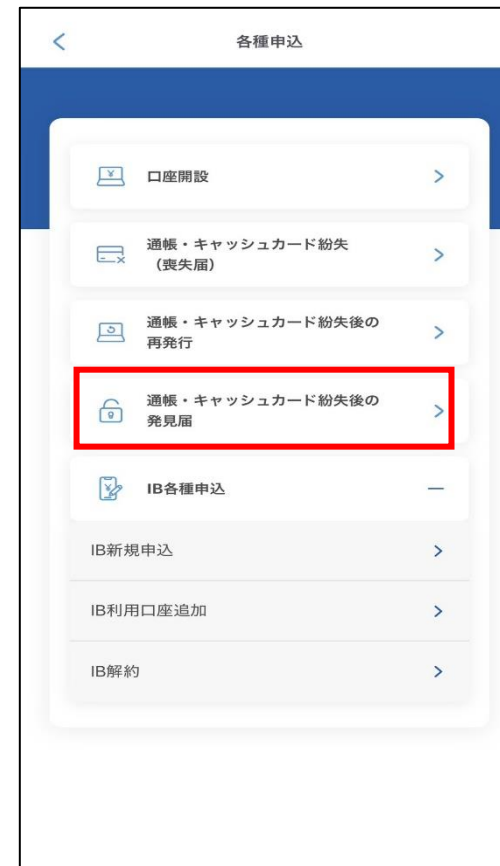 各種申込
口座開設
通帳・キャッシュカード紛失
（喪失届）
通帳・キャッシュカード紛失後の
再発行
通帳・キャッシュカード紛失後の
発見届
IB各種申込
IB新規申込
IB利用口座追加
IB解約